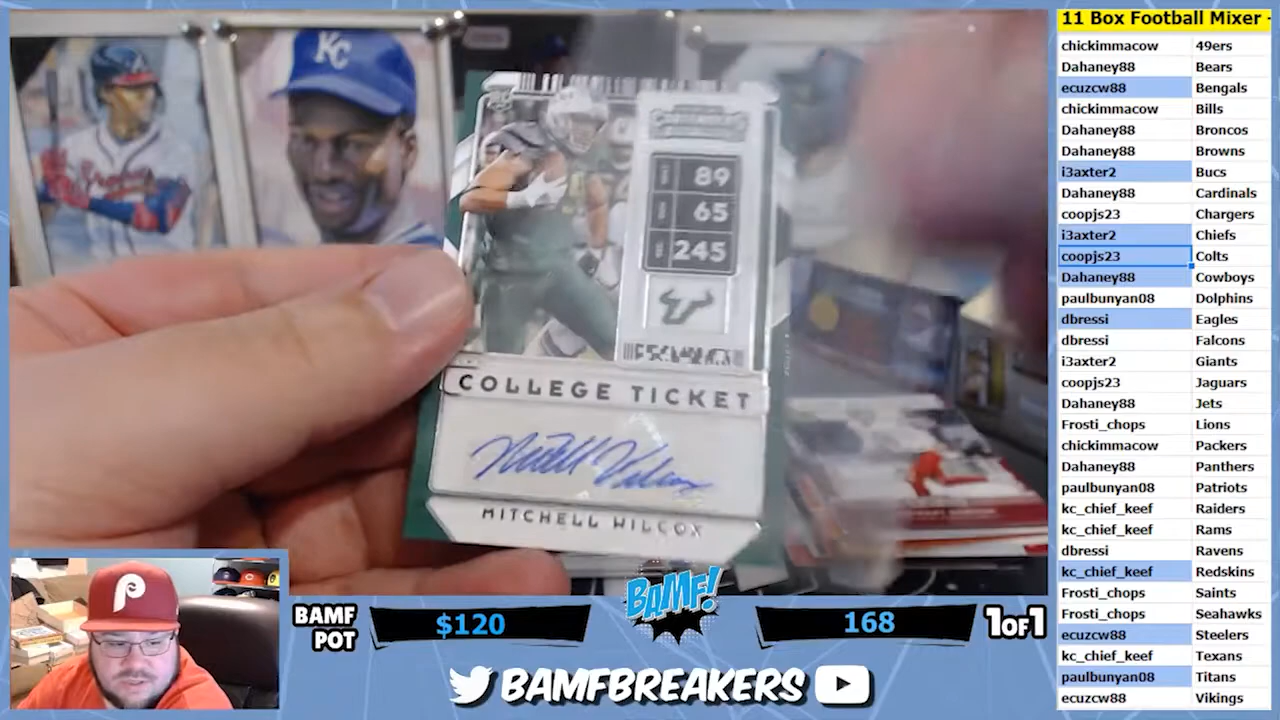 11 Box Football Mixer -
chickimmacow 49ers
Dahaney88 Bears
ecuzcw88 Bengals
chickimmacow Bills
Dahaney88 Broncos
Dahaney88 Browns
i3axter2 Bucs
Dahaney88 Cardinals
coopjs23 Chargers
i3axter2 Chiefs
coopjs23 Colts
Dahaney88 Cowboys
paulbunyan08 Dolphins
dbressi Eagles
dbressi Falcons
i3axter2 Giants
coopjs23 Jaguars
Dahaney88 Jets
Frosti_chops Lions
chickimmacow Packers
Dahaney88 Panthers
paulbunyan08 Patriots
kc_chief_keef Raiders
kc_chief_keef Rams
dbressi Ravens
kc_chief_keef Redskins
Frosti_chops Saints
Frosti_chops Seahawks
ecuzcw88 Steelers
kc_chief_keef Texans
paulbunyan08 Titans
ecuzcw88 Vikings
KC
Braves
89
65
245
COLLEGE TICKET
MITCHELL WILCOX
P
BAMF POT
$120
BAMF!
168
1OF1
BAMFBREAKERS